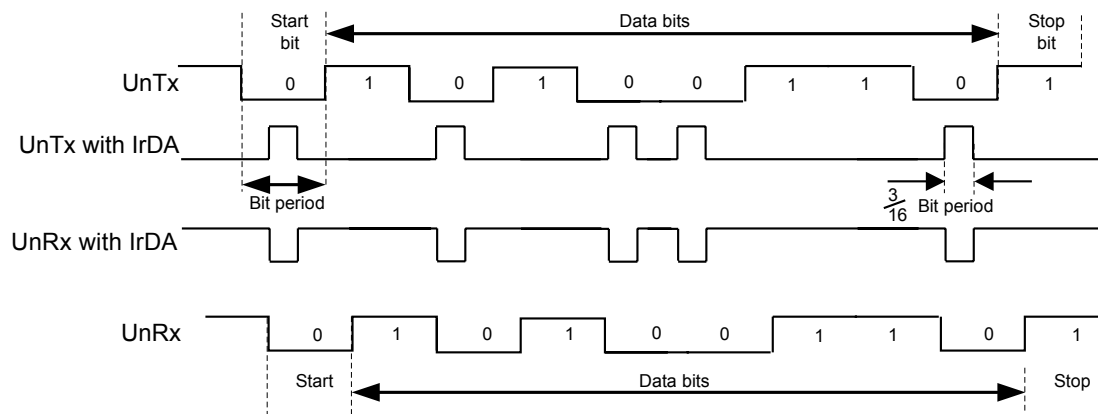 Start bit
Data bits
Stop bit
UnTx
0 1 0 1 0 0 1 1 0 1
UnTx with IrDA
Bit period
3/16 Bit period
UnRx with IrDA
UnRx
0 1 0 1 0 0 1 1 0 1
Start
Data bits
Stop